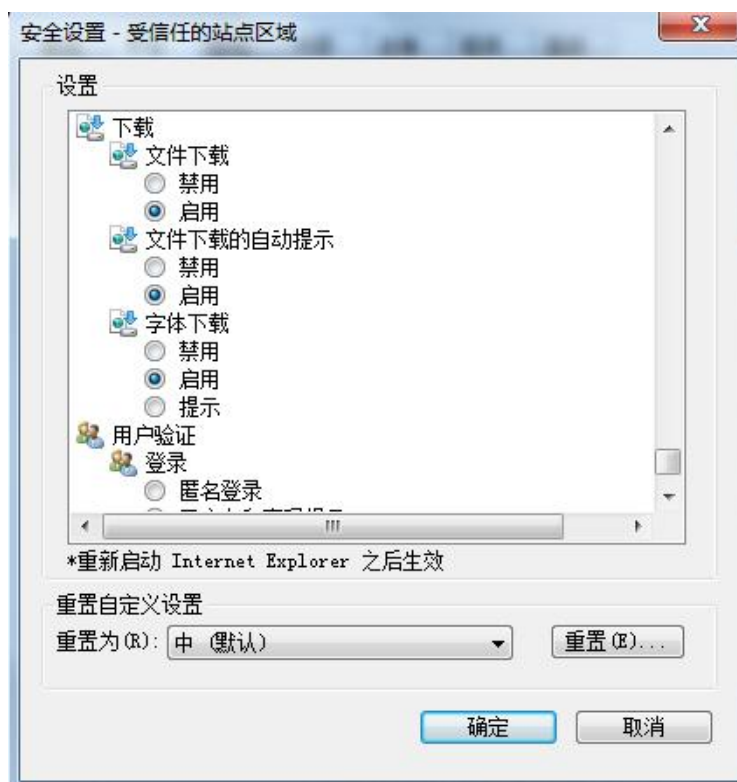 安全设置 - 受信任的站点区域
设置
下载
文件下载
禁用
启用
文件下载的自动提示
禁用
启用
字体下载
禁用
启用
提示
用户验证
登录
匿名登录
*重新启动 Internet Explorer 之后生效
重置自定义设置
重置为(R): 中 (默认) 重置(E)...
确定 取消